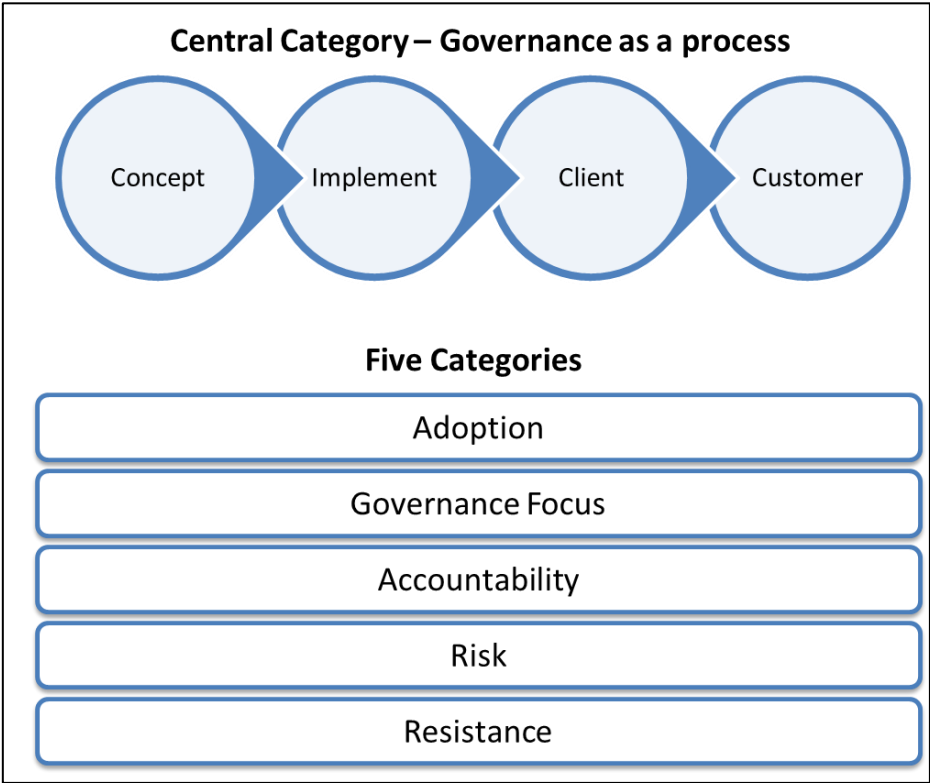 Central Category – Governance as a process
Concept
Implement
Client
Customer
Five Categories
Adoption
Governance Focus
Accountability
Risk
Resistance